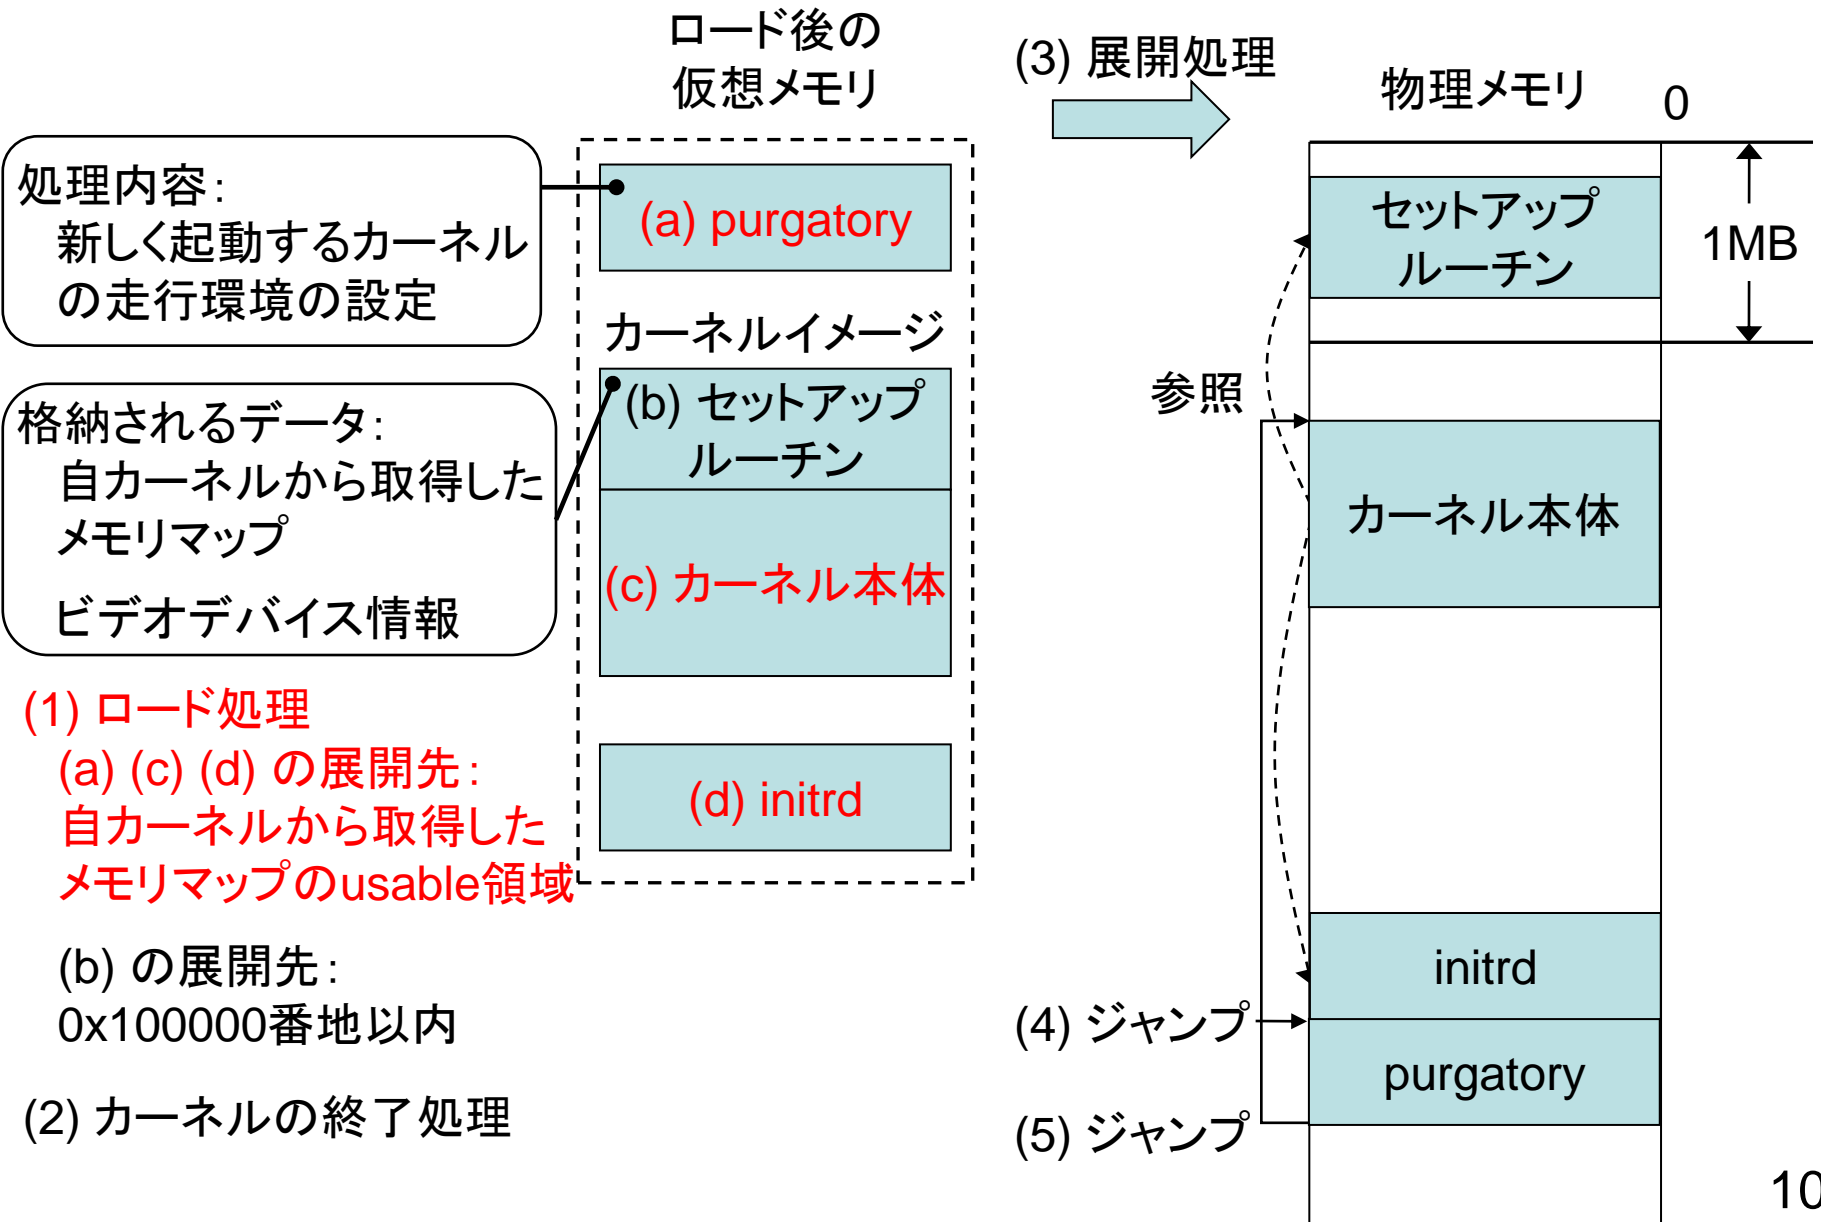 ロード後の
仮想メモリ
(3) 展開処理
物理メモリ
0
処理内容:
新しく起動するカーネル
の走行環境の設定
(a) purgatory
セットアップ
ルーチン
1MB
カーネルイメージ
格納されるデータ:
自カーネルから取得した
メモリマップ
ビデオデバイス情報
(b) セットアップ
ルーチン
(c) カーネル本体
参照
カーネル本体
(1) ロード処理
(a) (c) (d) の展開先:
自カーネルから取得した
メモリマップのusable領域
(d) initrd
(b) の展開先:
0x100000番地以内
(2) カーネルの終了処理
initrd
(4) ジャンプ
purgatory
(5) ジャンプ
10